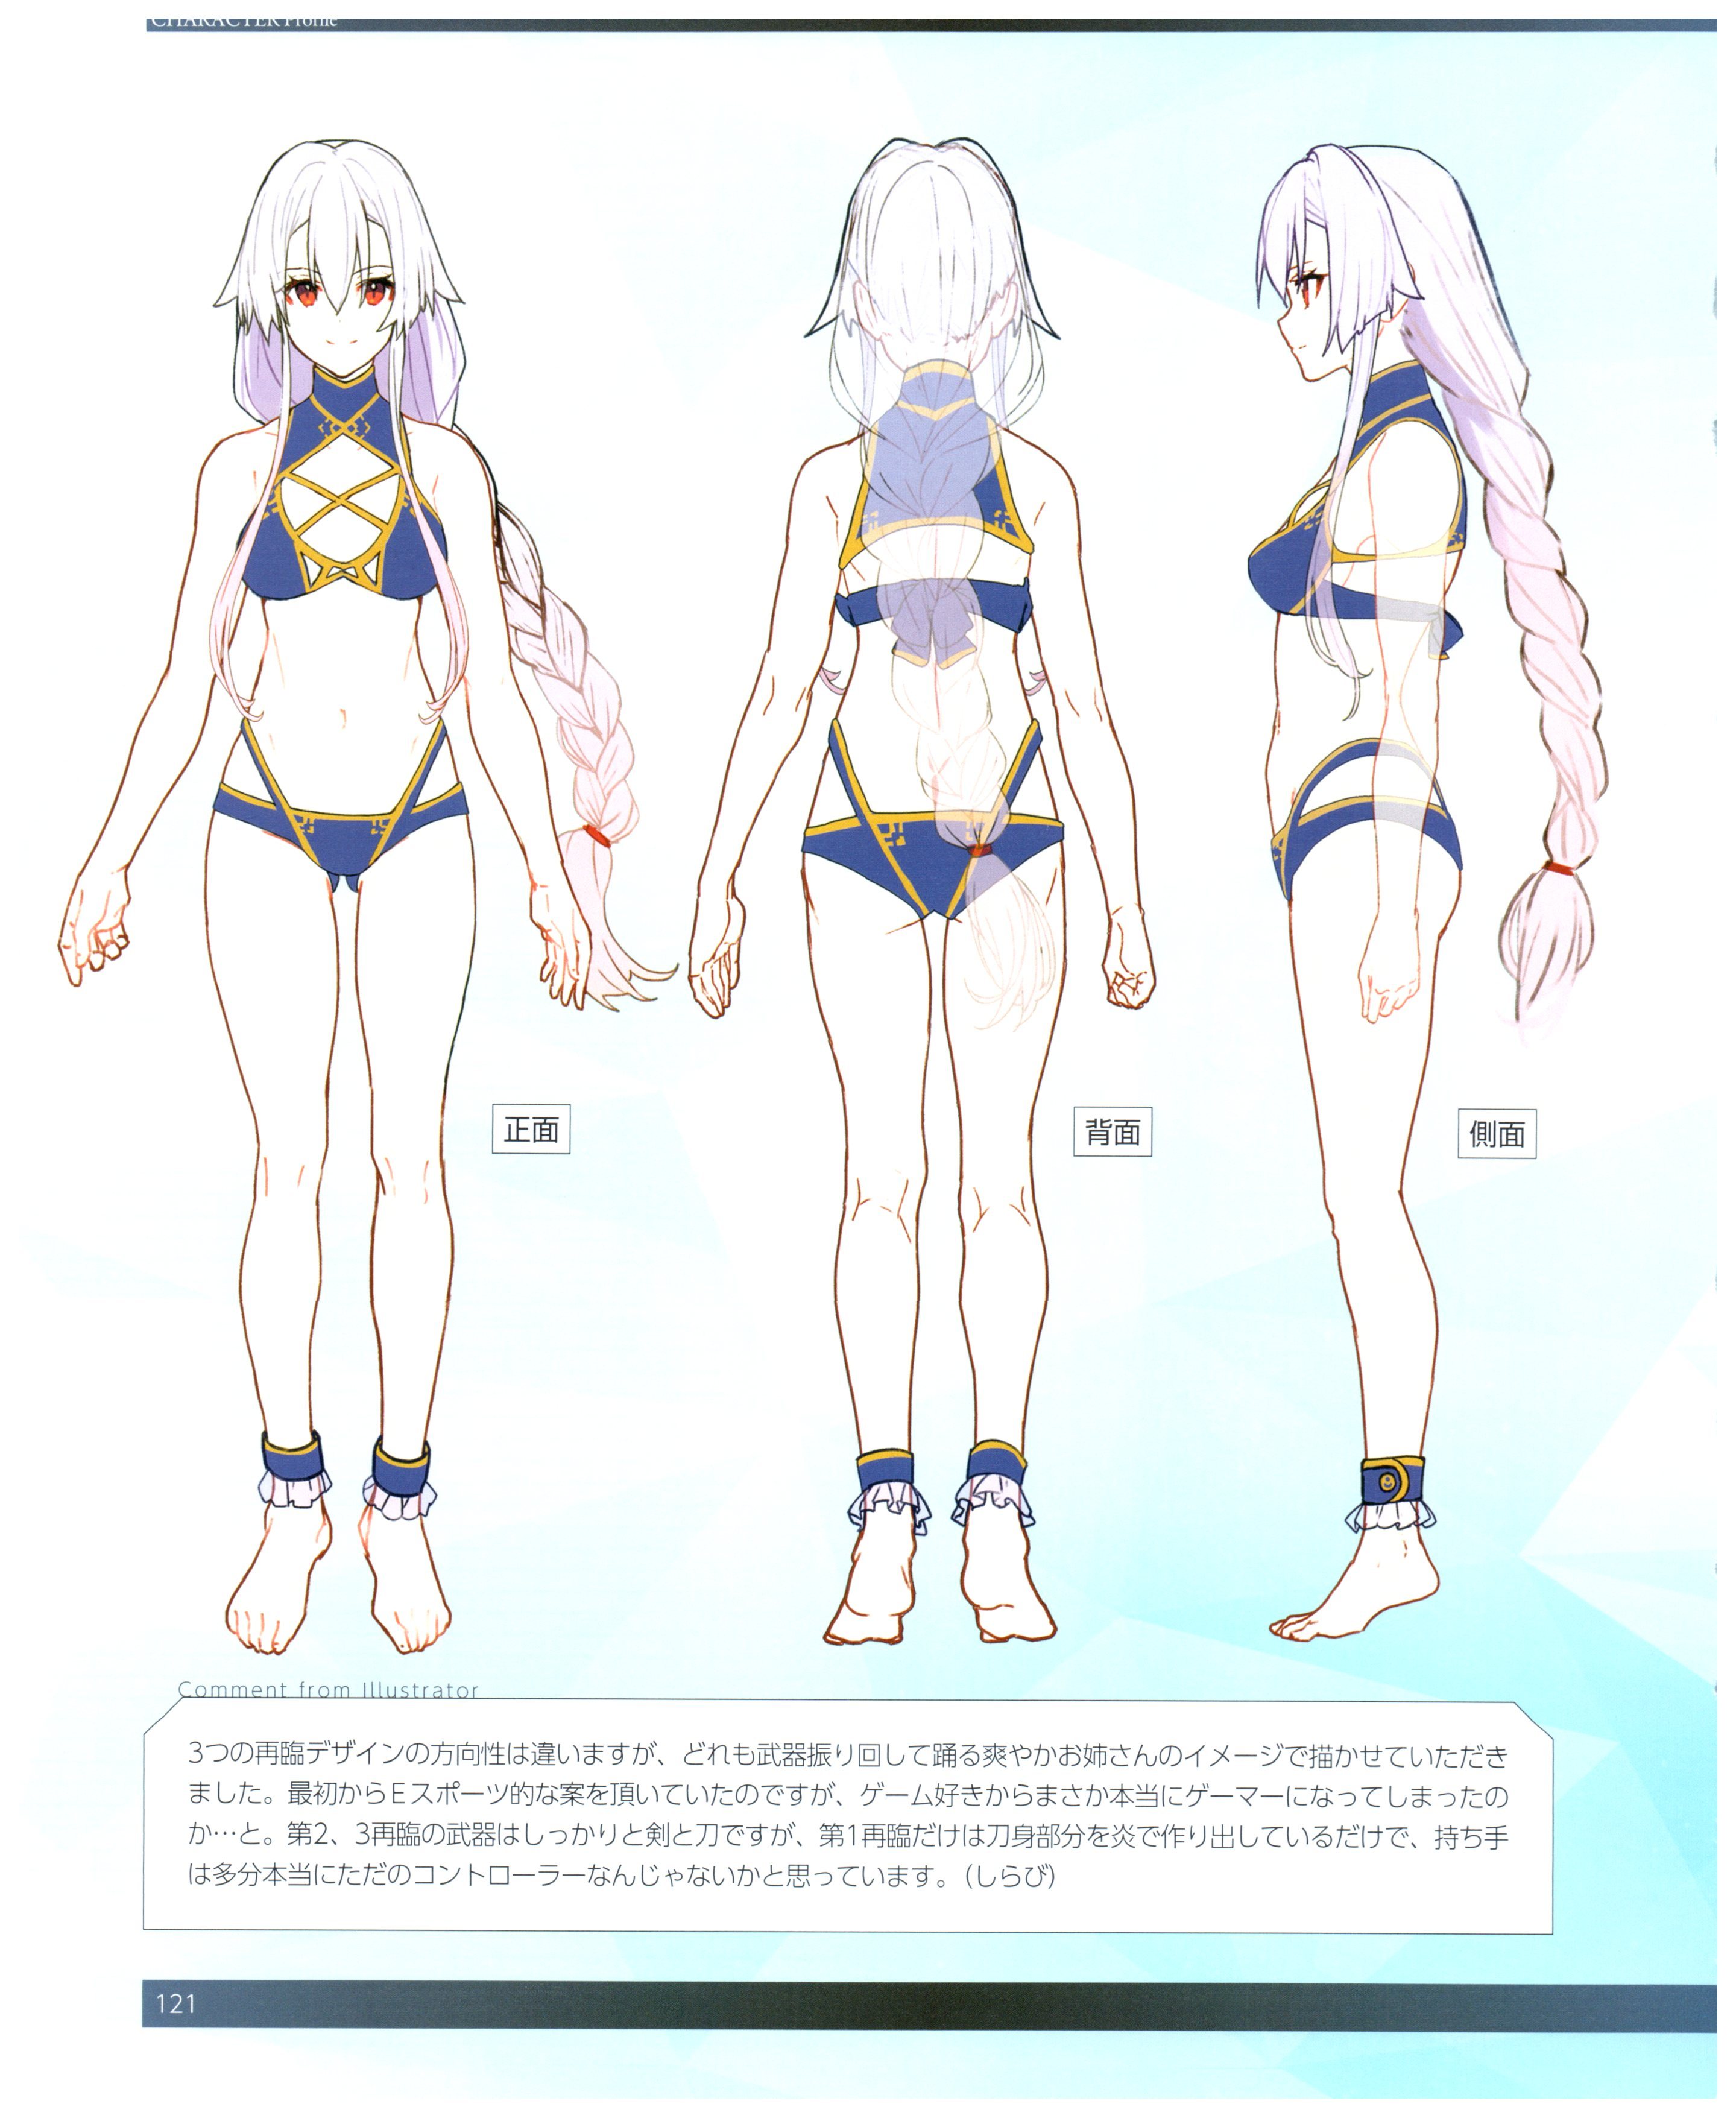 CHARACTER Profile
正面
背面
側面
Comment from Illustrator
3つの再臨デザインの方向性は違いますが、どれも武器振り回して踊る爽やかお姉さんのイメージで描かせていただき
ました。最初からEスポーツ的な案を頂いていたのですが、ゲーム好きからまさか本当にゲーマーになってしまったの
か…と。第2、3再臨の武器はしっかりと剣と刀ですが、第1再臨だけは刀身部分を炎で作り出しているだけで、持ち手
は多分本当にただのコントローラーなんじゃないかと思っています。(しらび)
121